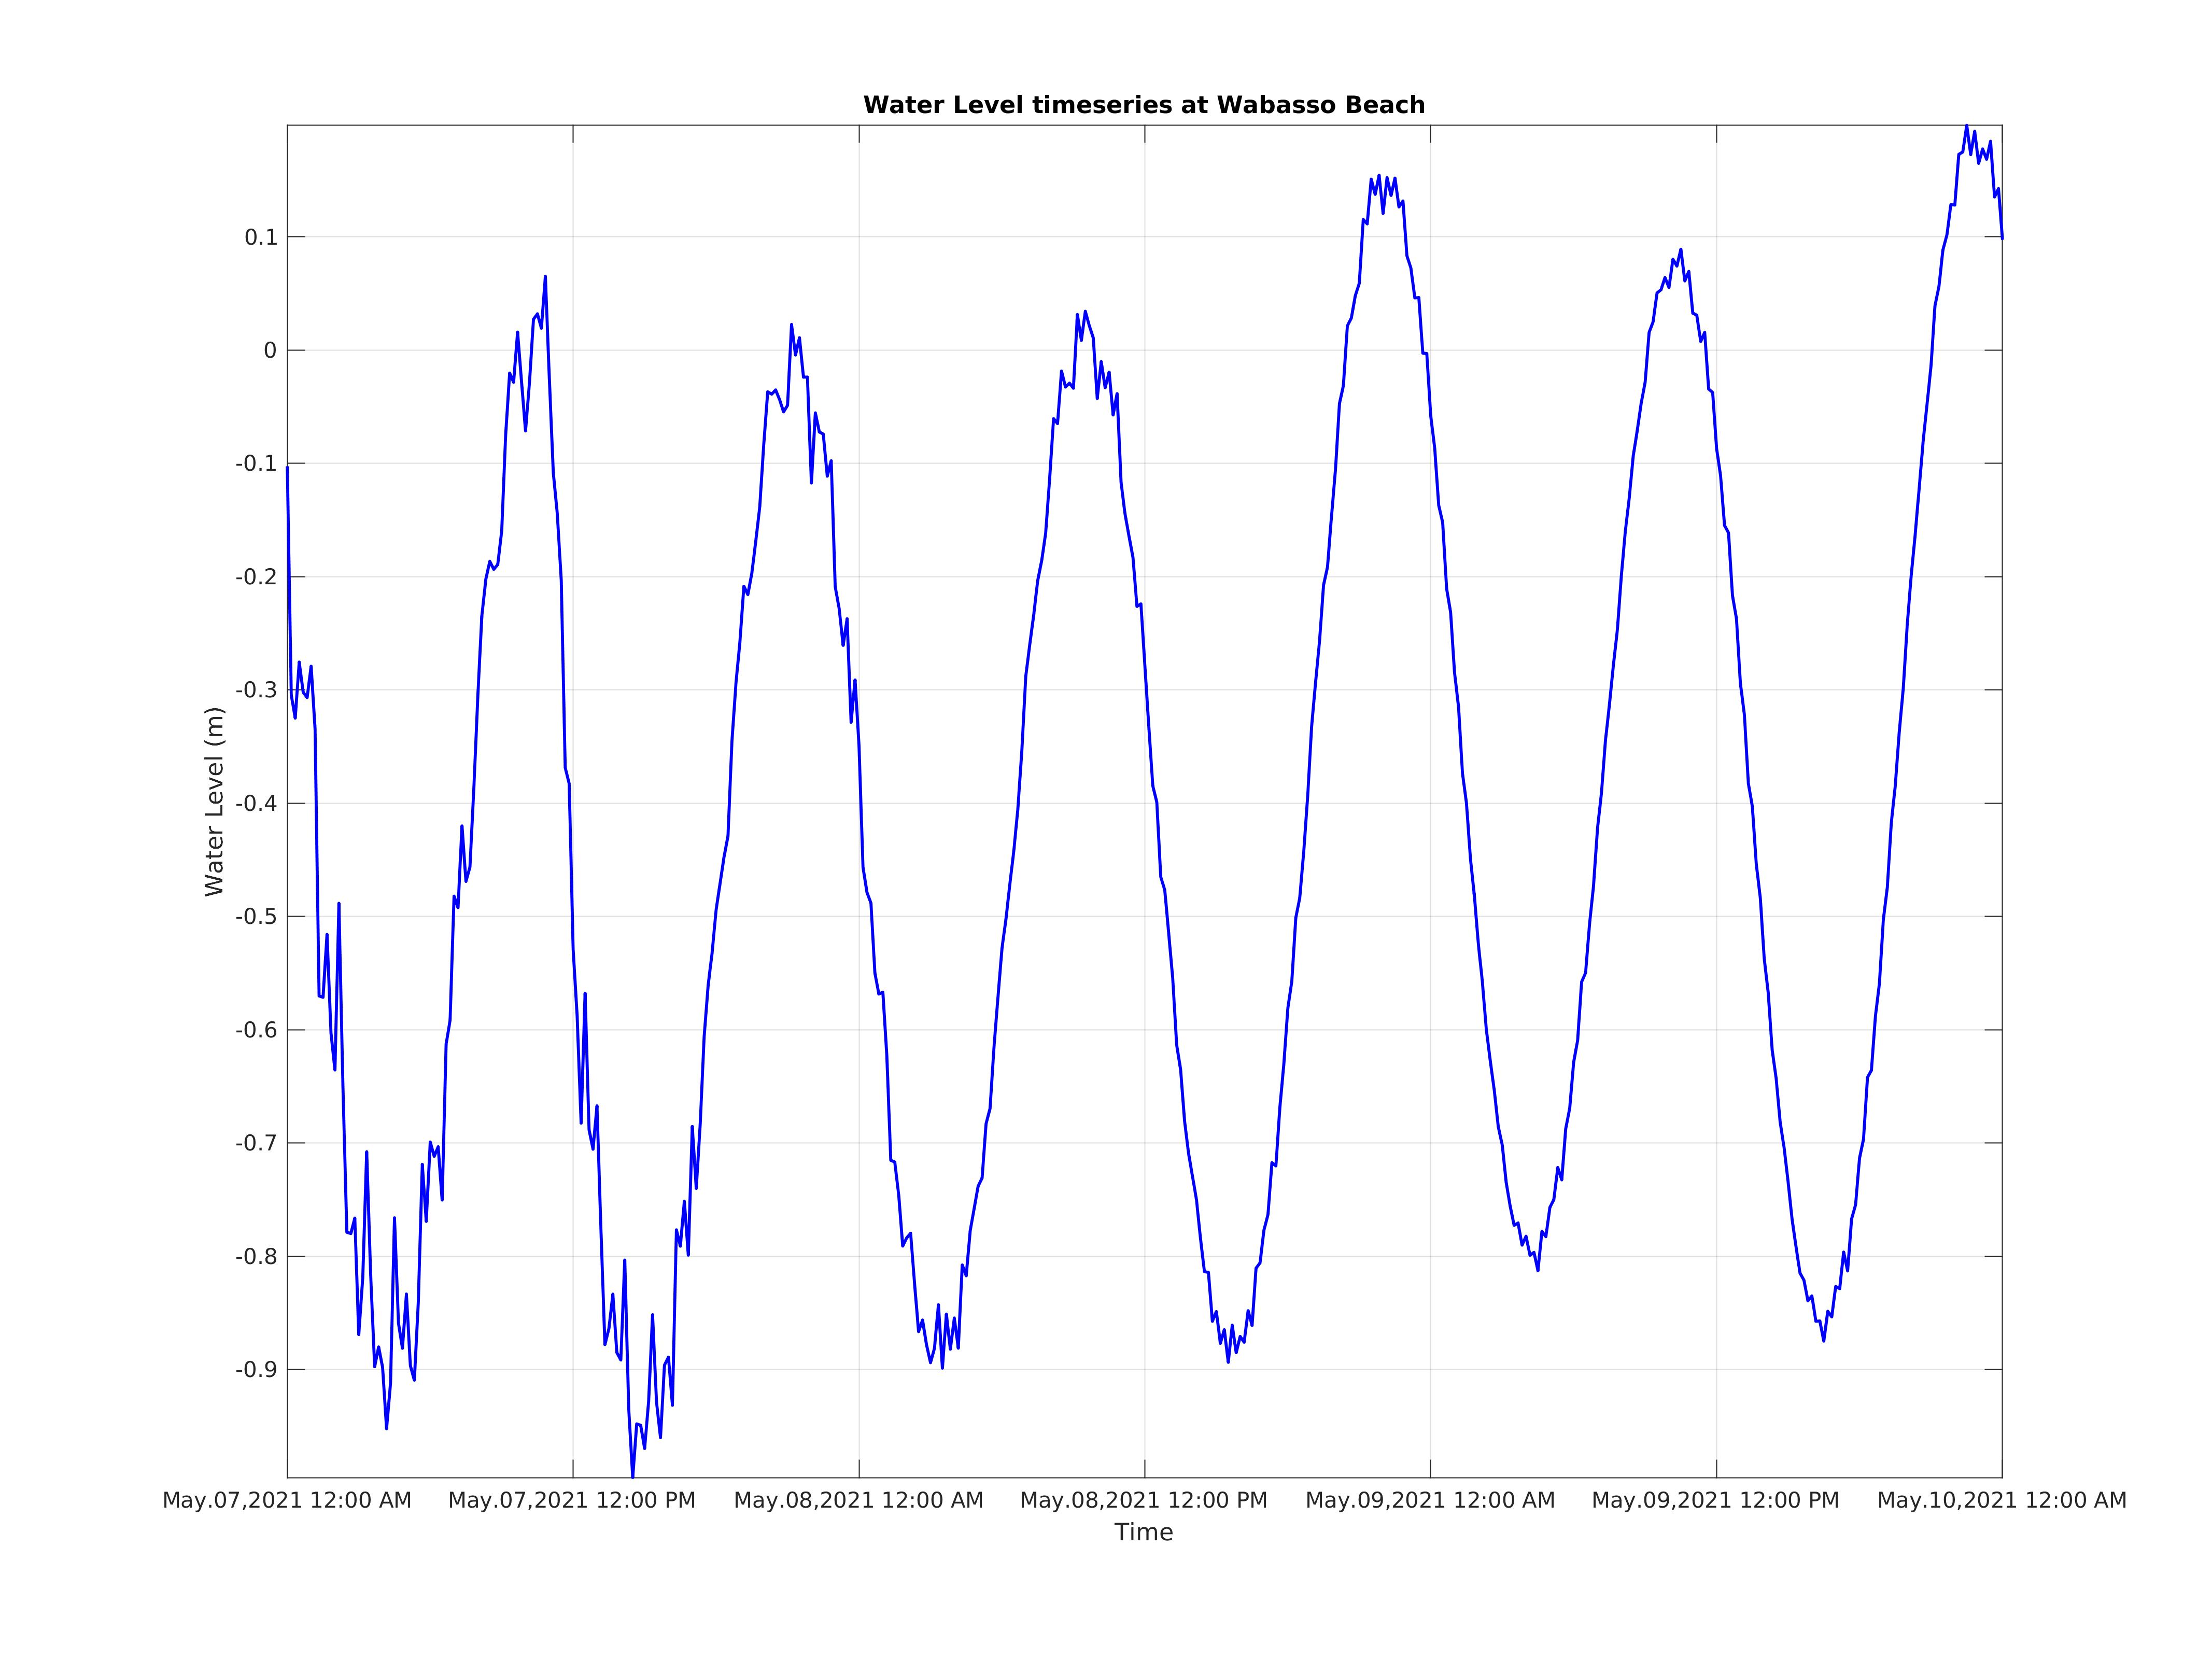 Water Level timeseries at Wabasso Beach
0.1
0
-0.1
-0.2
-0.3
-0.4
-0.5
-0.6
-0.7
-0.8
-0.9
Water Level (m)
May.07,2021 12:00 AM May.07,2021 12:00 PM May.08,2021 12:00 AM May.08,2021 12:00 PM May.09,2021 12:00 AM May.09,2021 12:00 PM May.10,2021 12:00 AM
Time